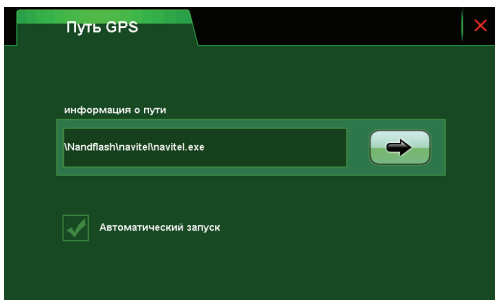 Путь GPS
информация о пути
\Nandflash\navitel\navitel.exe
Автоматический запуск